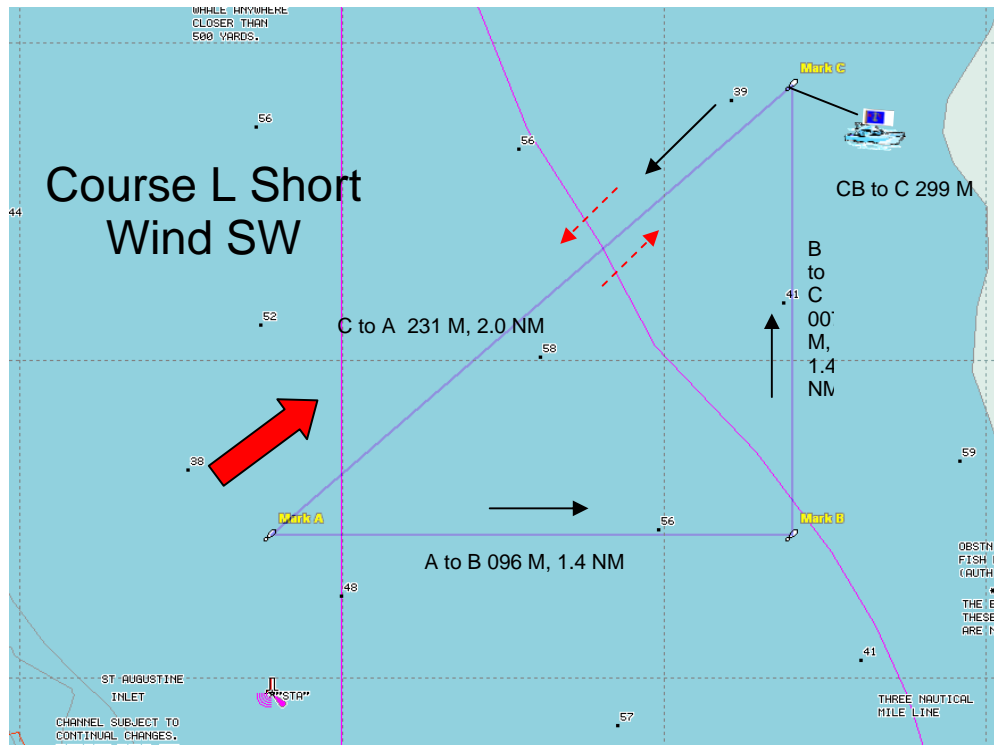 WHALE ANYWHERE
CLOSER THAN
500 YARDS.
Mark C
39
56
56
Course L Short
Wind SW
44
CB to C 299 M
B
to
C
M,
1.4
41
52
C to A 231 M, 2.0 NM
58
38
59
Mark A
56
Mark B
A to B 096 M, 1.4 NM
OBSTN
FISH
(AUTH
48
THE
THESE
ARE
41
ST AUGUSTINE
INLET
"STA"
THREE NAUTICAL
MILE LINE
57
CHANNEL SUBJECT TO
CONTINUAL CHANGES.